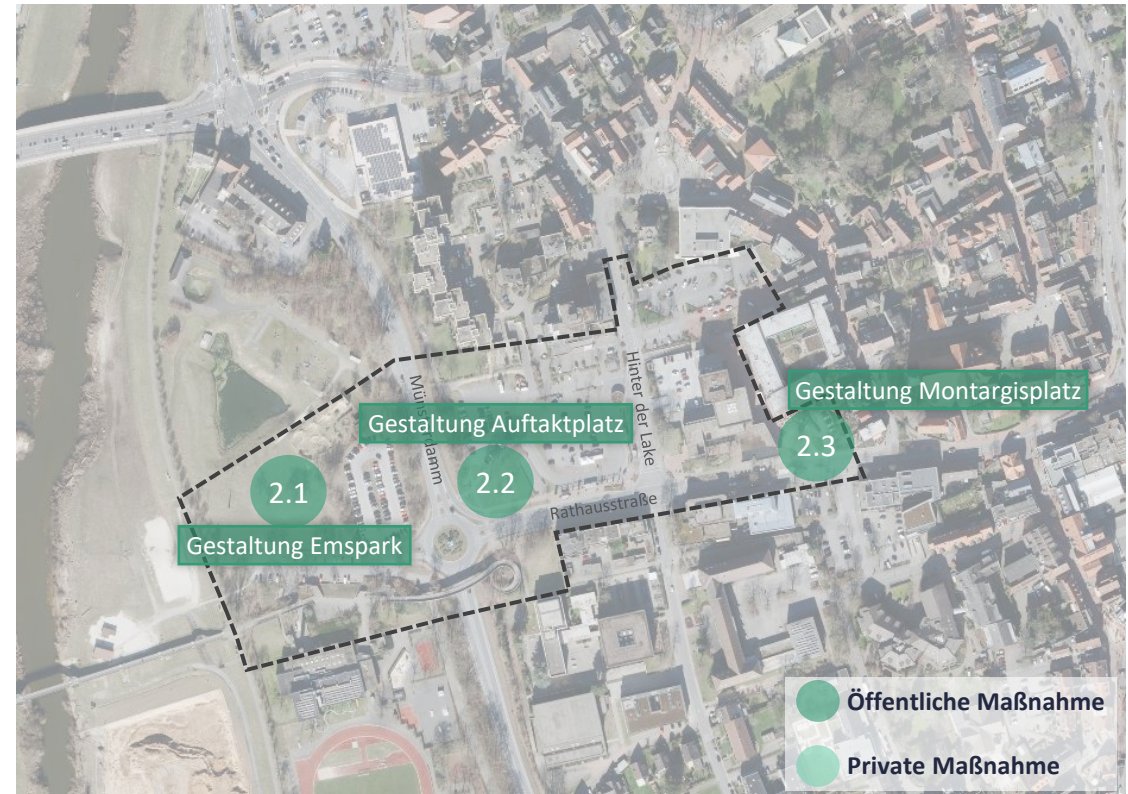 Hinter der Lake
Gestaltung Montargisplatz
Münsterdamm
Gestaltung Auftaktplatz
2.3
2.1
2.2
Rathausstraße
Gestaltung Emspark
Öffentliche Maßnahme
Private Maßnahme